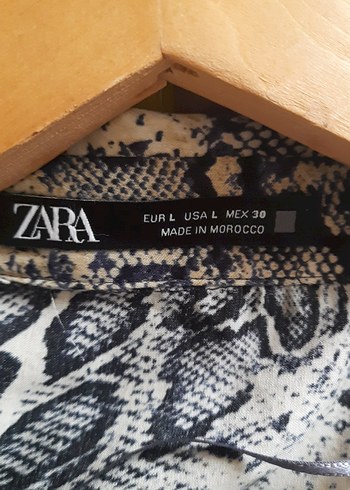 ZARA
EUR L USA L MEX 30
MADE IN MOROCCO